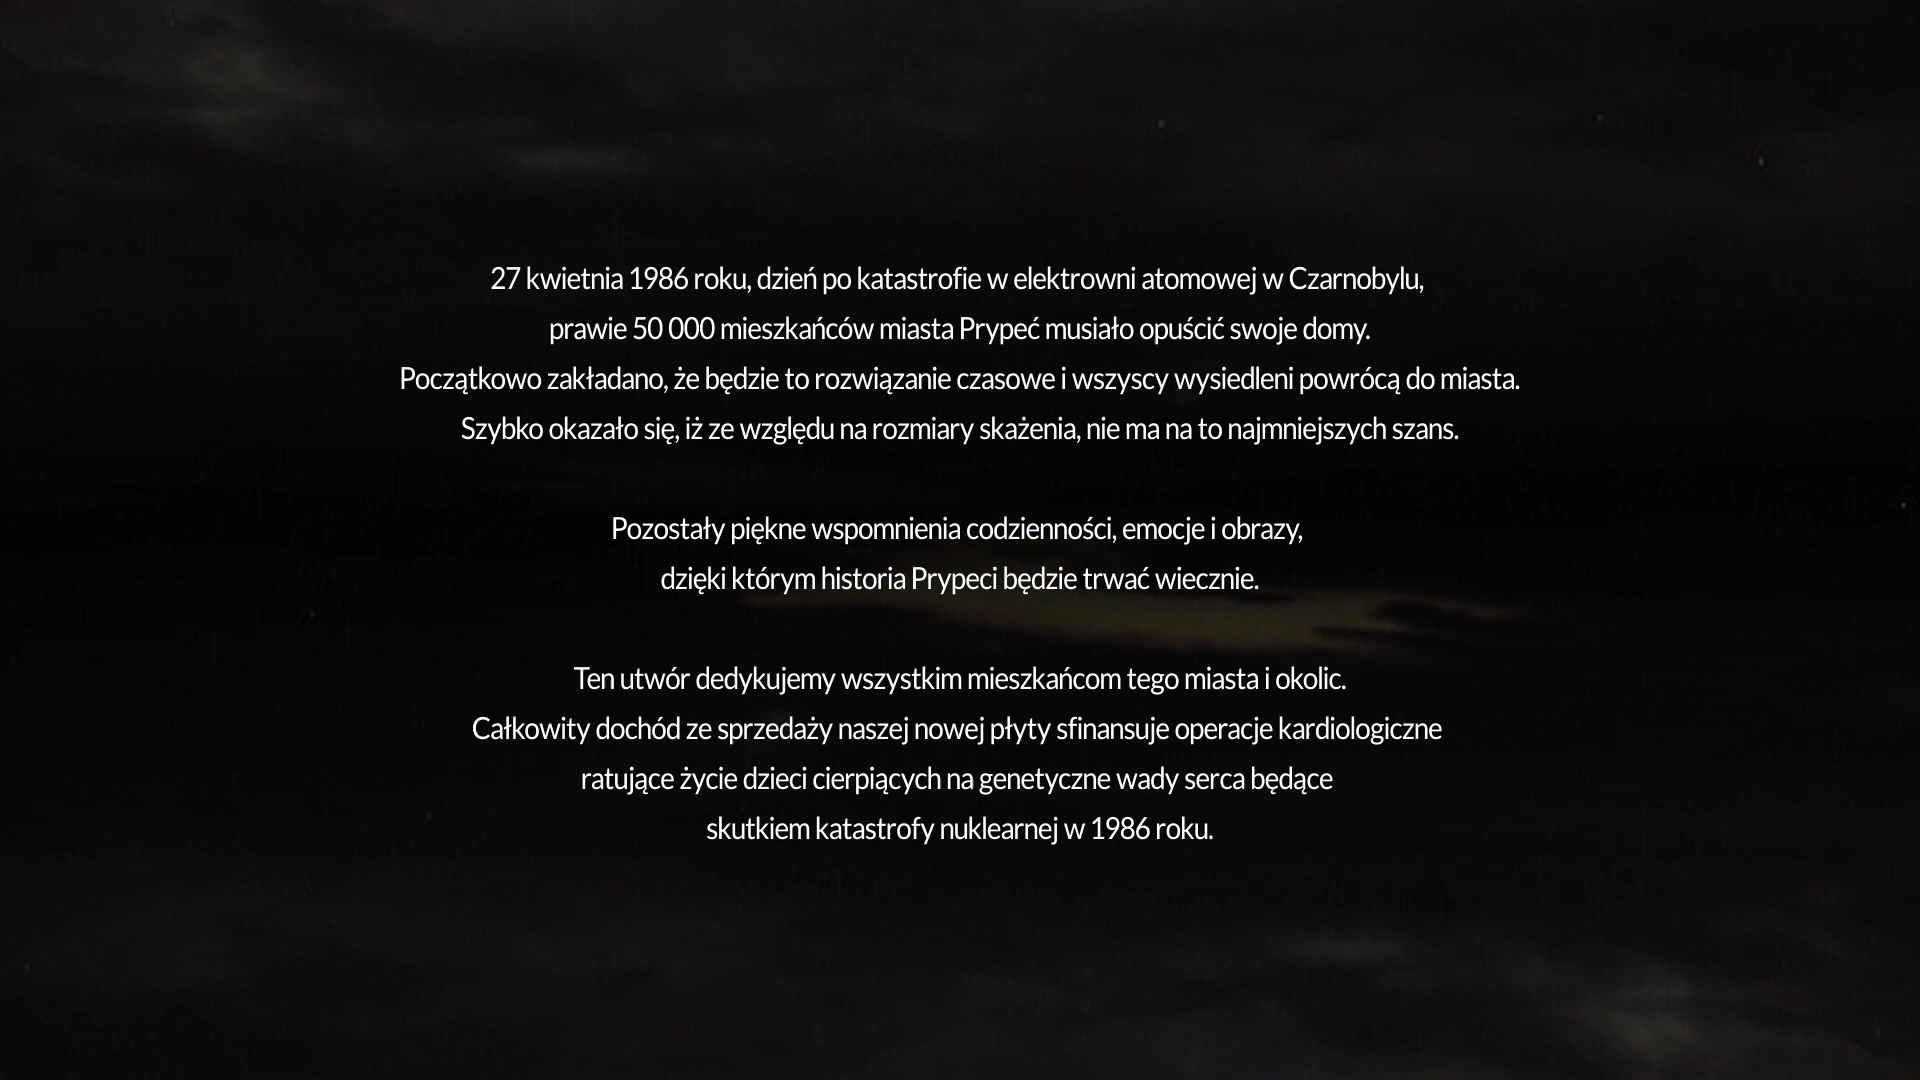 27 kwietnia 1986 roku, dzień po katastrofie w elektrowni atomowej w Czarnobylu,
prawie 50 000 mieszkańców miasta Prypeć musiało opuścić swoje domy.
Początkowo zakładano, że będzie to rozwiązanie czasowe i wszyscy wysiedleni powrócą do miasta.
Szybko okazało się, iż ze względu na rozmiary skażenia, nie ma na to najmniejszych szans.
Pozostały piękne wspomnienia codzienności, emocje i obrazy,
dzięki którym historia Prypeci będzie trwać wiecznie.
Ten utwór dedykujemy wszystkim mieszkańcom tego miasta i okolic.
Całkowity dochód ze sprzedaży naszej nowej płyty sfinansuje operacje kardiologiczne
ratujące życie dzieci cierpiących na genetyczne wady serca będące
skutkiem katastrofy nuklearnej w 1986 roku.